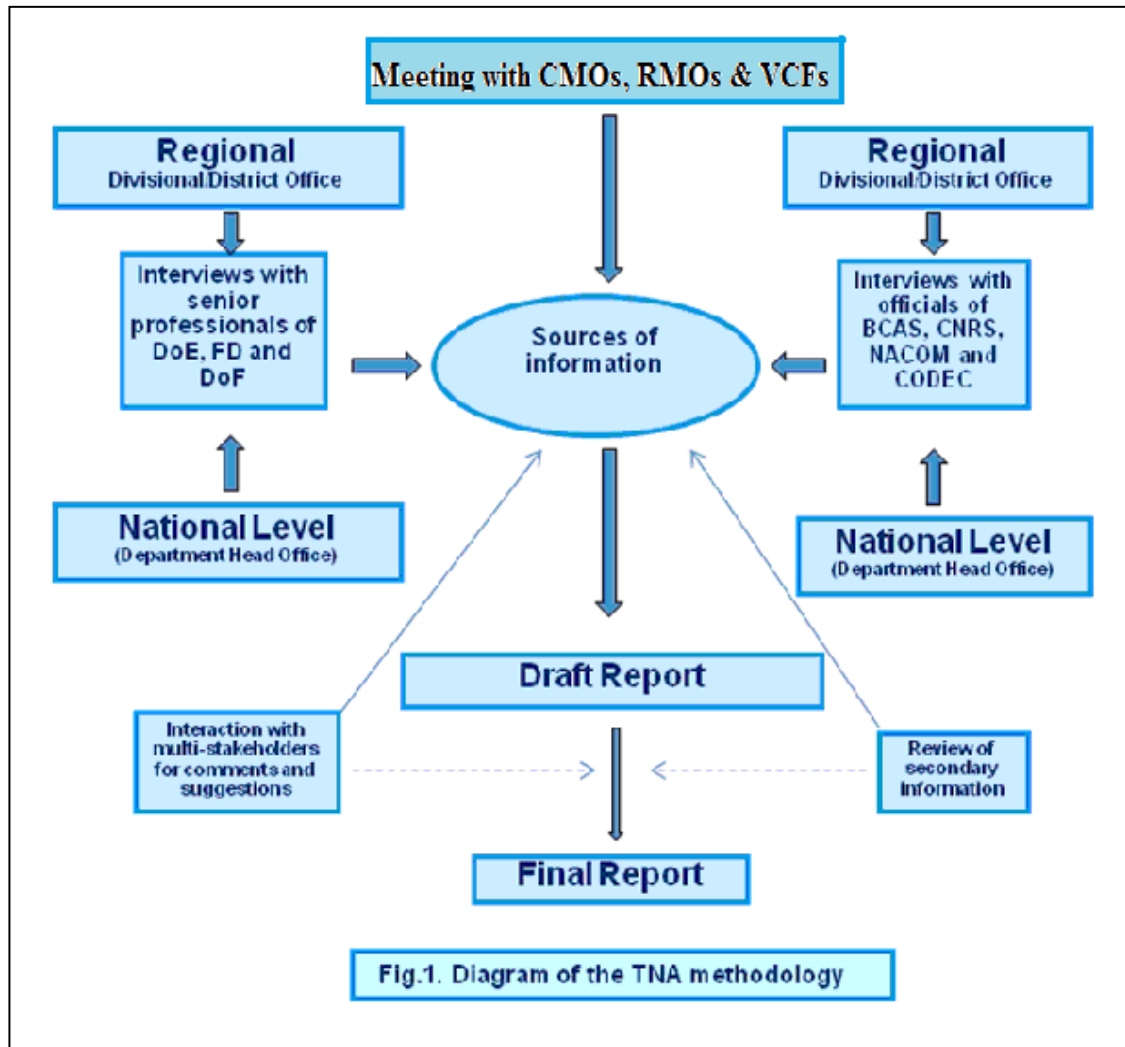 Meeting with CMOs, RMOs & VCFs
Regional
Divisional/District Office
Regional
Divisional/District Office
Interviews with
senior
professionals of
DoE, FD and
DoF
Sources of
information
Interviews with
officials of
BCAS, CNRS,
NACOM and
CODEC
National Level
(Department Head Office)
National Level
(Department Head Office)
Draft Report
Interaction with
multi-stakeholders
for comments and
suggestions
Review of
secondary
information
Final Report
Fig.1. Diagram of the TNA methodology